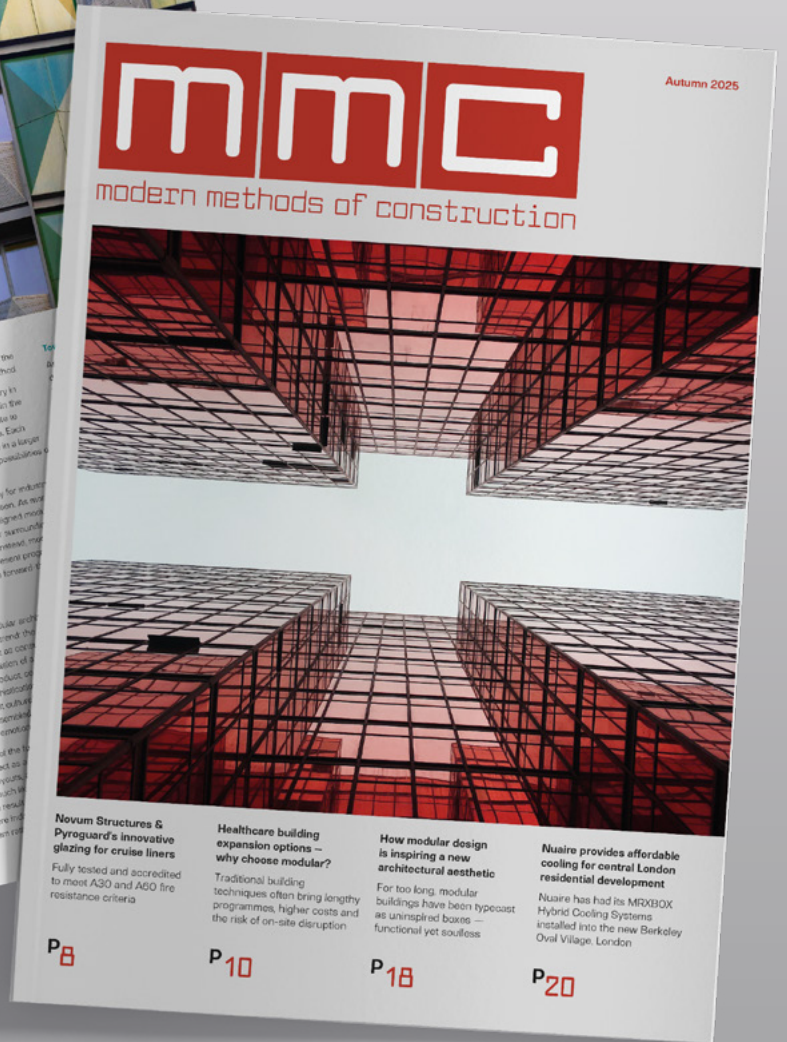 Autumn 2025
mmc
modern methods of construction
Novum Structures &
Pyroguard's innovative
glazing for cruise liners
Fully tested and accredited
to meet A30 and A60 fire
resistance criteria
P8
Healthcare building
expansion options –
why choose modular?
Traditional building
techniques often bring lengthy
programmes, higher costs and
the risk of on-site disruption
P10
How modular design
is inspiring a new
architectural aesthetic
For too long, modular
buildings have been typecast
as uninspired boxes –
functional yet soulless
P18
Nuaire provides affordable
cooling for central London
residential development
Nuaire has had its MRXBOX
Hybrid Cooling Systems
installed into the new Berkeley
Oval Village, London
P20